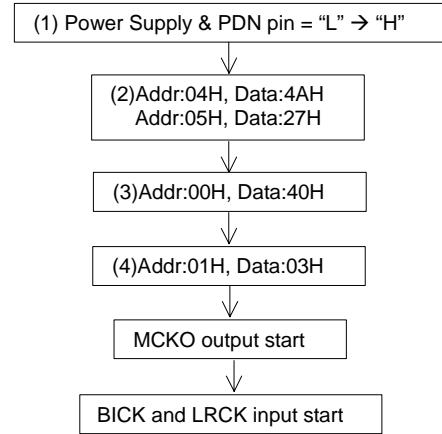 (1) Power Supply & PDN pin = “L” → “H”
(2)Addr:04H, Data:4AH
Addr:05H, Data:27H
(3)Addr:00H, Data:40H
(4)Addr:01H, Data:03H
MCKO output start
BICK and LRCK input start